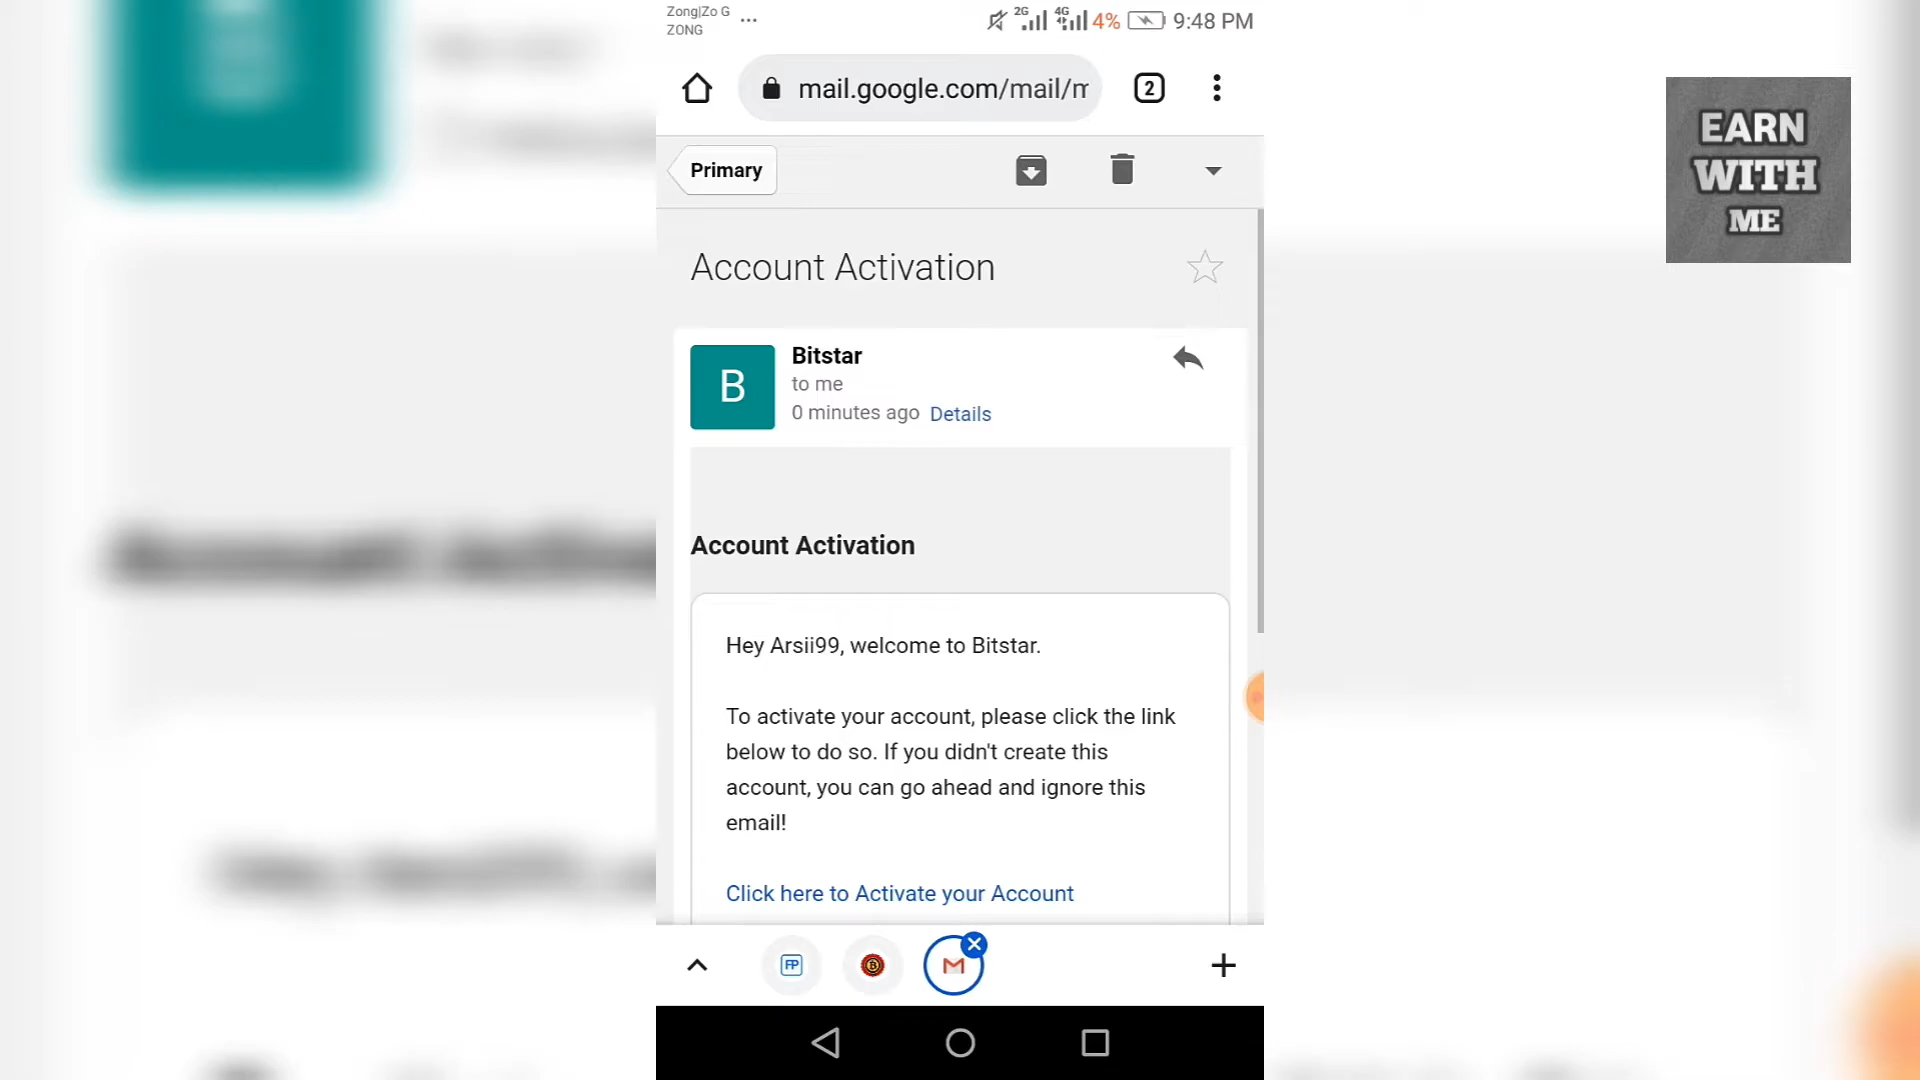 Zong|Zo G
ZONG
2G
4G
4%
9:48 PM
mail.google.com/mail/m
2
Primary
Account Activation
B
Bitstar
to me
0 minutes ago Details
Account Activation
Hey Arsii99, welcome to Bitstar.
To activate your account, please click the link
below to do so. If you didn't create this
account, you can go ahead and ignore this
email!
Click here to Activate your Account
FP
EARN
WITH
ME